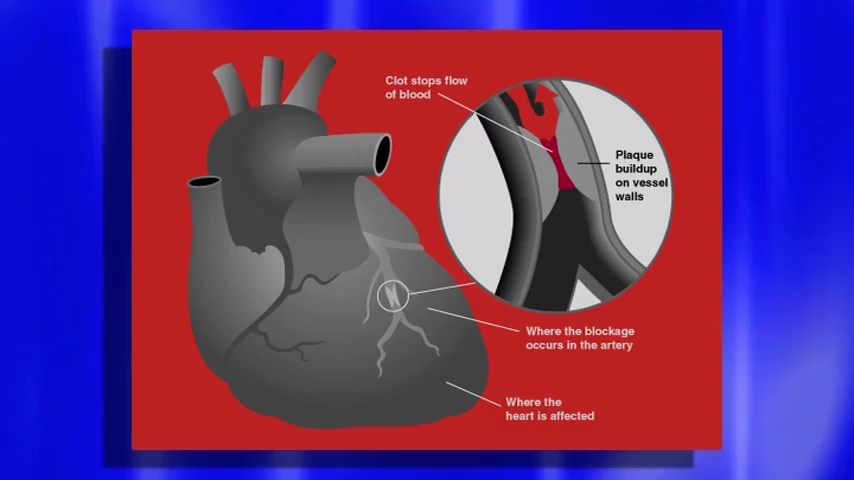 Clot stops flow
of blood
Plaque
buildup
on vessel
walls
Where the blockage
occurs in the artery
Where the
heart is affected